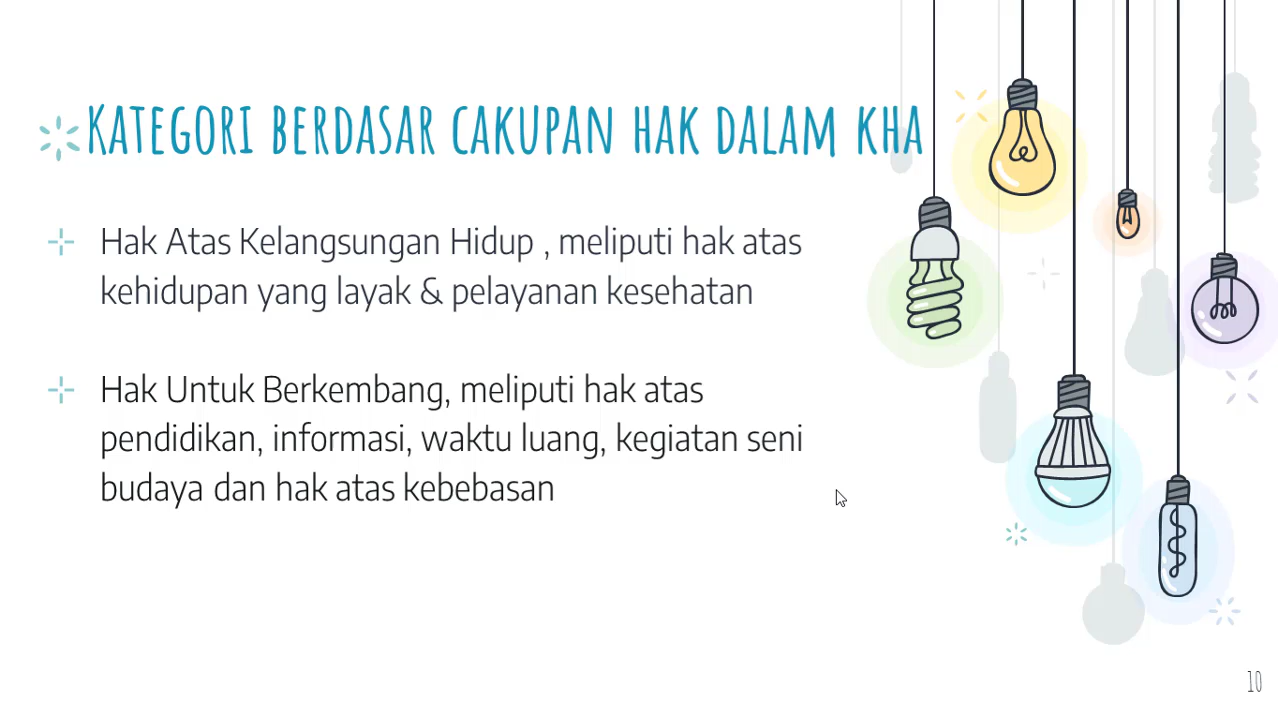 KATEGORI BERDASAR CAKUPAN HAK DALAM KHA
Hak Atas Kelangsungan Hidup , meliputi hak atas
kehidupan yang layak & pelayanan kesehatan
Hak Untuk Berkembang, meliputi hak atas
pendidikan, informasi, waktu luang, kegiatan seni
budaya dan hak atas kebebasan
10